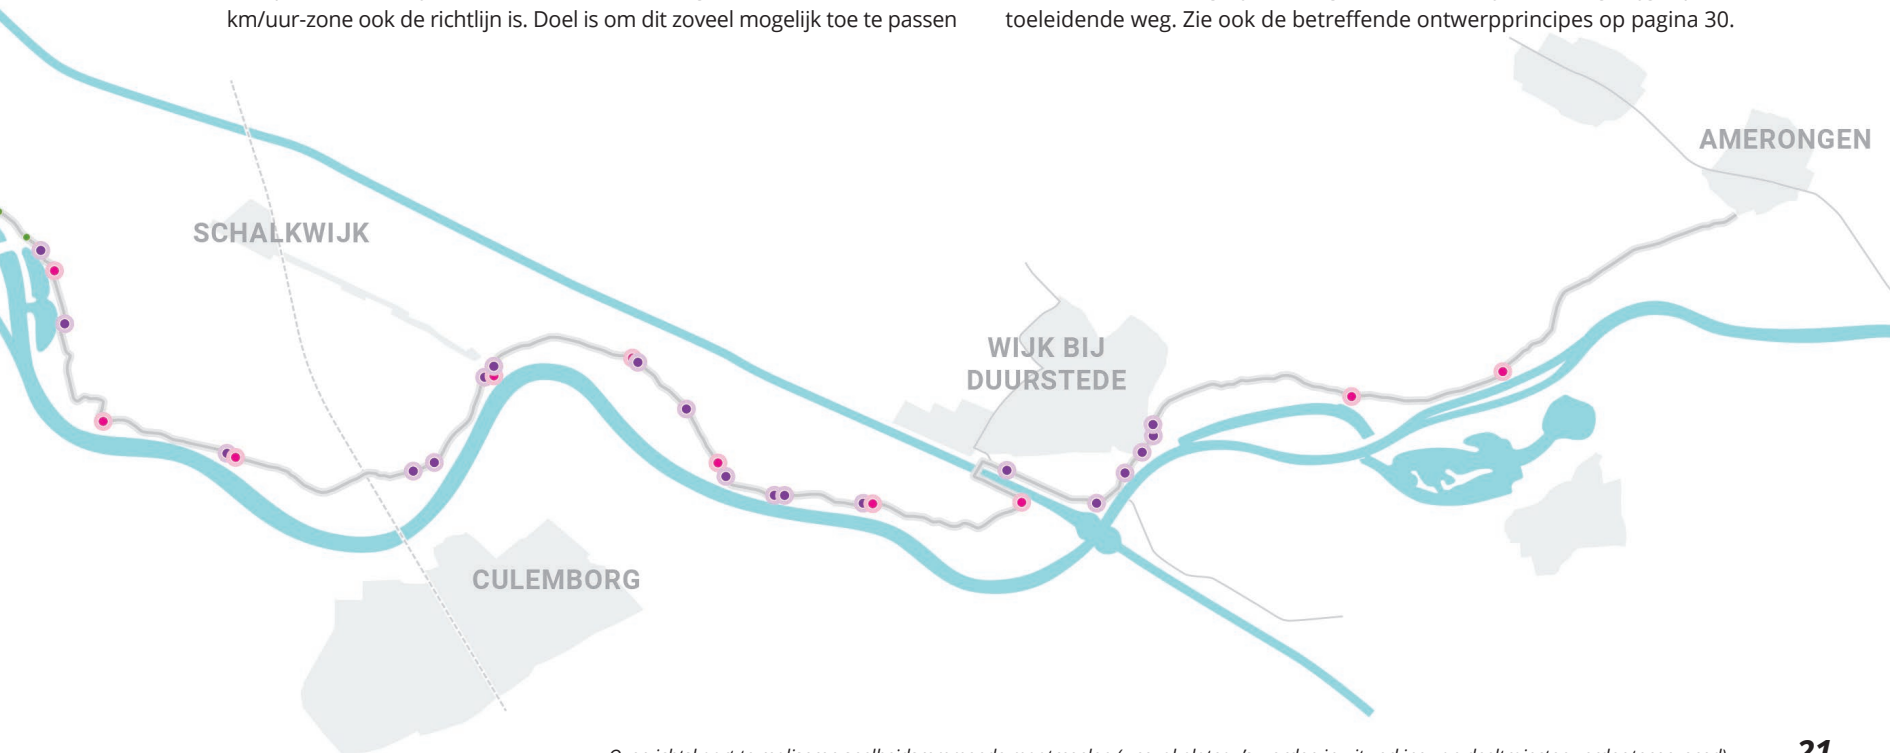 km/uur-zone ook de richtlijn is. Doel is om dit zoveel mogelijk toe te passen
toeleidende weg. Zie ook de betreffende ontwerpprincipes op pagina 30.
AMERONGEN
SCHALKWIJK
WIJK BIJ
DUURSTEDE
CULEMBORG
21